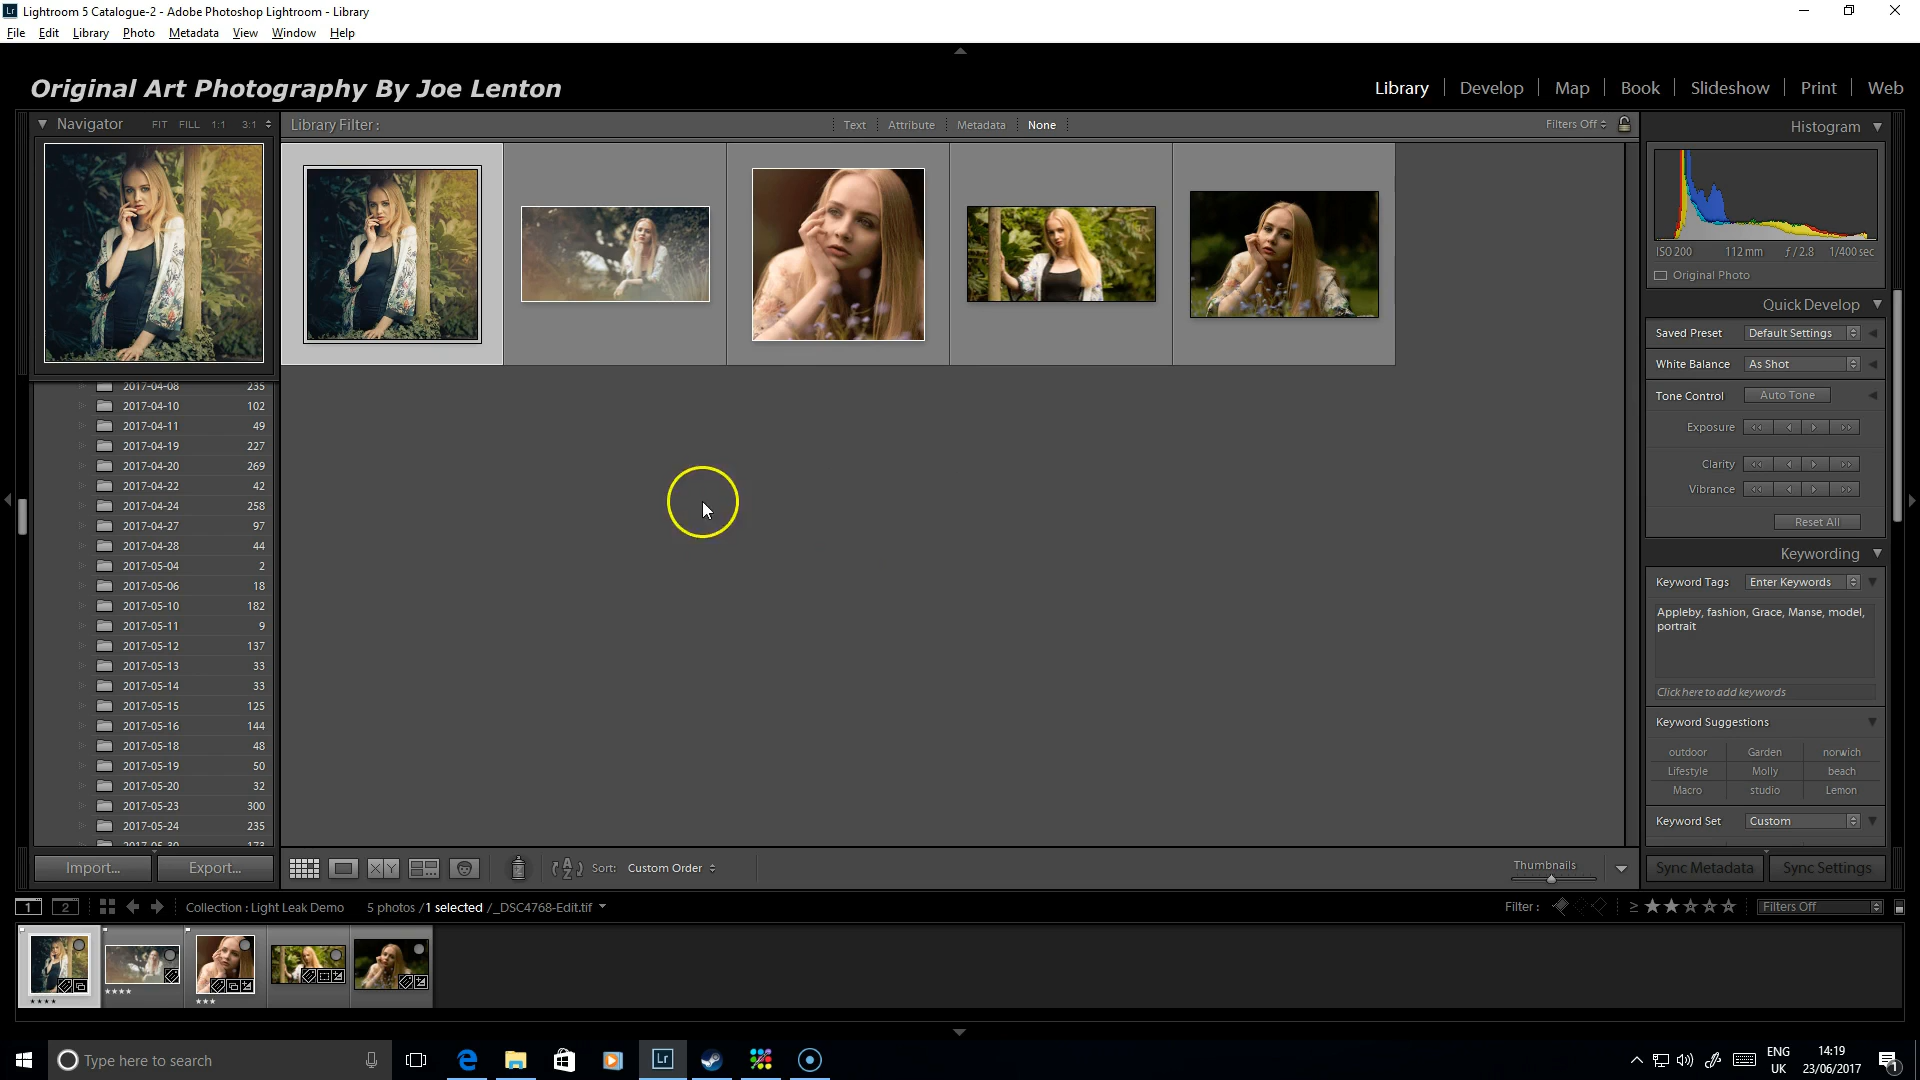 Lr Lightroom 5 Catalogue-2 - Adobe Photoshop Lightroom - Library
File Edit Library Photo Metadata View Window Help
Original Art Photography By Joe Lenton
Library Develop Map Book Slideshow Print Web
Navigator FIT FILL 1:1 3:1
Library Filter : Text Attribute Metadata None Filters Off
Histogram
ISO 200 112 mm f / 2.8 1/400 sec
Original Photo
Quick Develop
Saved Preset Default Settings
White Balance As Shot
Tone Control Auto Tone
Exposure
Clarity
Vibrance
Reset All
Keywording
Keyword Tags Enter Keywords
Appleby, fashion, Grace, Manse, model,
portrait
Click here to add keywords
Keyword Suggestions
outdoor Garden norwich
Lifestyle Molly beach
Macro studio Lemon
Keyword Set Custom
2017-04-08 235
2017-04-10 102
2017-04-11 49
2017-04-19 227
2017-04-20 269
2017-04-22 42
2017-04-24 258
2017-04-27 97
2017-04-28 44
2017-05-04 2
2017-05-06 18
2017-05-10 182
2017-05-11 9
2017-05-12 137
2017-05-13 33
2017-05-14 33
2017-05-15 125
2017-05-16 144
2017-05-18 48
2017-05-19 50
2017-05-20 32
2017-05-23 300
2017-05-24 235
Import... Export...
X Y
A Z Sort: Custom Order
Thumbnails
Sync Metadata Sync Settings
1 2 Collection : Light Leak Demo 5 photos / 1 selected / _DSC4768-Edit.tif
Filter : ≥ ★★★★★ Filters Off
Type here to search
Lr
ENG
UK
14:19
23/06/2017
1